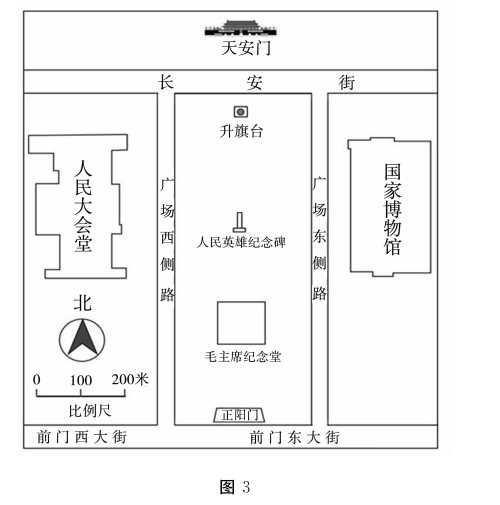 天安门
长安街
升旗台
人民大会堂
广场西侧路
人民英雄纪念碑
广场东侧路
国家博物馆
北
毛主席纪念堂
0 100 200米
比例尺
正阳门
前门西大街
前门东大街
图 3